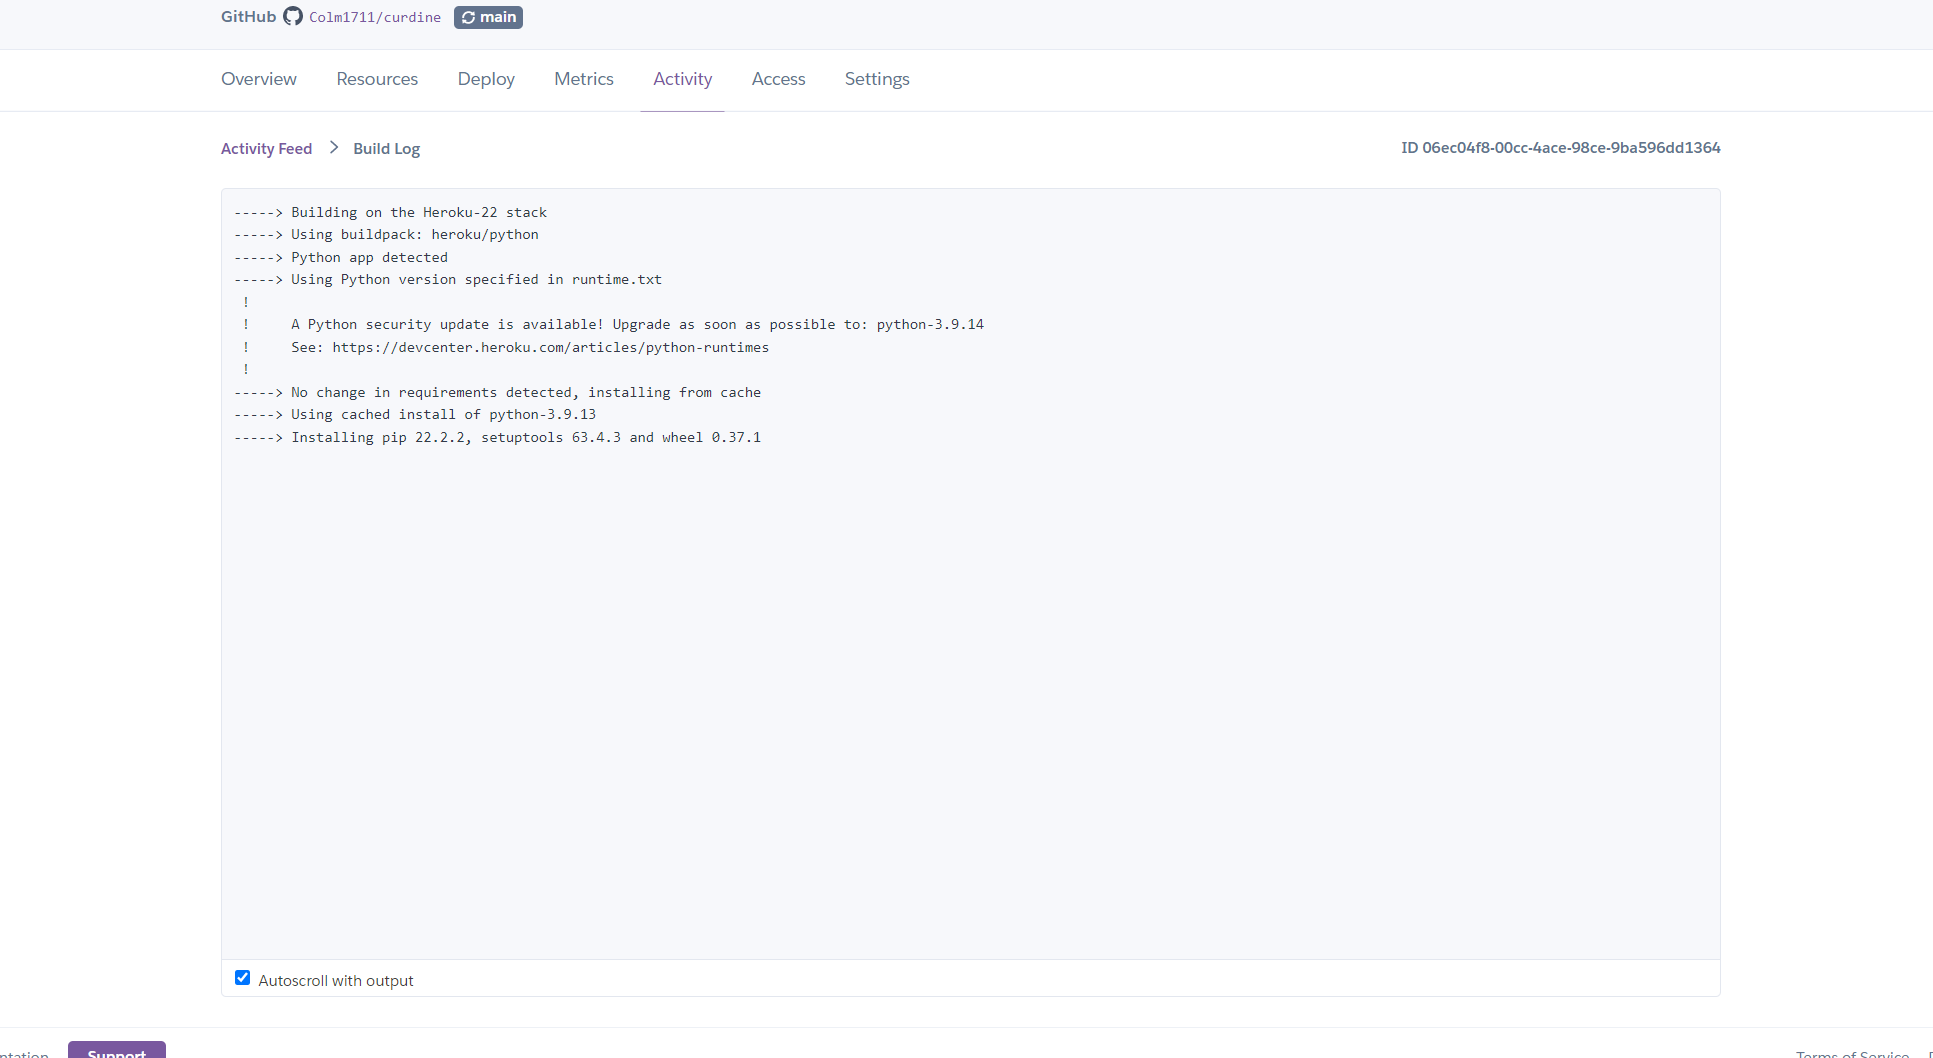 GitHub Colm1711/curdine main
Overview Resources Deploy Metrics Activity Access Settings
Activity Feed > Build Log ID 06ec04f8-00cc-4ace-98ce-9ba596dd1364
-----> Building on the Heroku-22 stack
-----> Using buildpack: heroku/python
-----> Python app detected
-----> Using Python version specified in runtime.txt
!
! A Python security update is available! Upgrade as soon as possible to: python-3.9.14
! See: https://devcenter.heroku.com/articles/python-runtimes
!
-----> No change in requirements detected, installing from cache
-----> Using cached install of python-3.9.13
-----> Installing pip 22.2.2, setuptools 63.4.3 and wheel 0.37.1
Autoscroll with output
Support Terms of Service